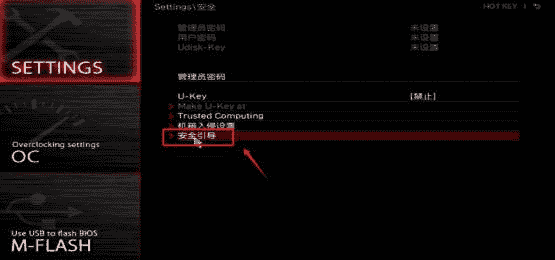 Settings\安全
HOT KEY
管理员密码 未设置
用户密码 未设置
Udisk-Key 未设置
SETTINGS
管理员密码
U-Key [禁止]
Make U-Key at
Trusted Computing
机箱入侵设置
安全引导
Overclocking settings
OC
Use USB to flash BIOS
M-FLASH